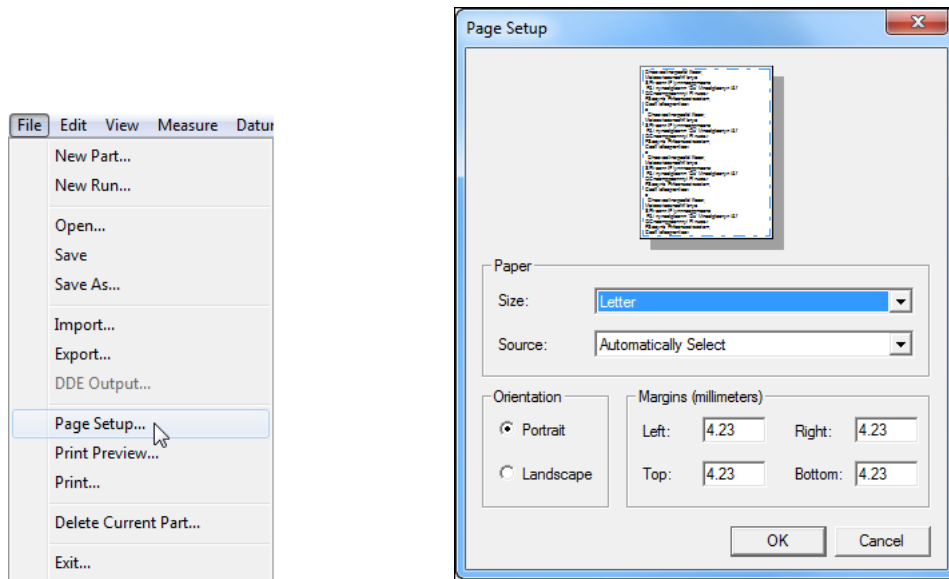 File Edit View Measure Datur
New Part...
New Run...
Open...
Save
Save As...
Import...
Export...
DDE Output...
Page Setup...
Print Preview...
Print...
Delete Current Part...
Exit...
Page Setup
Paper
Size: Letter
Source: Automatically Select
Orientation
Portrait
Landscape
Margins (millimeters)
Left: 4.23 Right: 4.23
Top: 4.23 Bottom: 4.23
OK Cancel